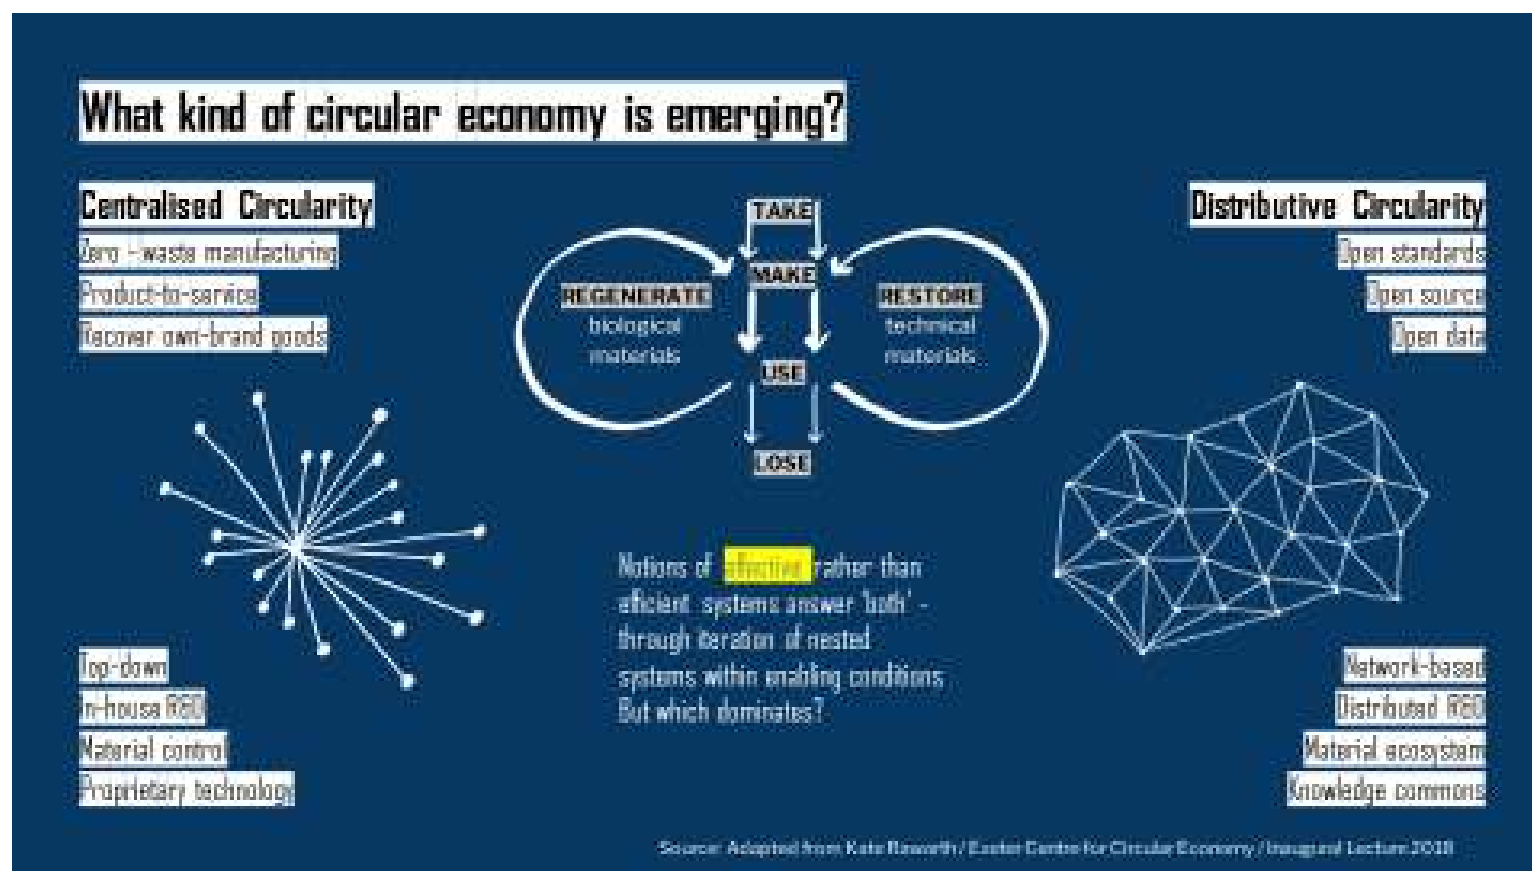 What kind of circular economy is emerging?
Centralised Circularity
Zero - waste manufacturing
Product-to-service
Recover own-brand goods
TAKE
MAKE
REGENERATE
biological
materials
RESTORE
technical
materials
USE
LOSE
Distributive Circularity
Open standards
Open source
Open data
Notions of effective rather than
efficient systems answer 'both' -
through iteration of nested
systems within enabling conditions
But which dominates?
Top-down
In-house R&D
Material control
Proprietary technology
Network-based
Distributed R&D
Material ecosystem
Knowledge commons
Source: Adapted from Kate Raworth / Exeter Centre for Circular Economy / Inaugural Lecture 2018